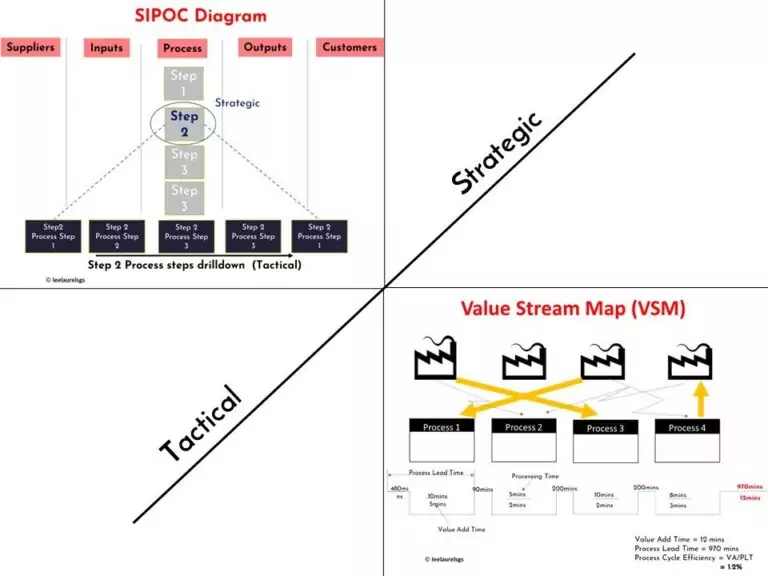 SIPOC Diagram
Suppliers
Inputs
Process
Outputs
Customers
Step
1
Strategic
Step
2
Step
3
Step
3
Step2
Process Step
1
Step 2
Process Step
2
Step 2
Process Step
3
Step 2
Process Step
3
Step 2
Process Step
1
Step 2 Process steps drilldown (Tactical)
© leelaurelsgs
Strategic
Tactical
Value Stream Map (VSM)
Process 1
Process 2
Process 3
Process 4
Process Lead Time
Processing Time
480mi
ns
10mins
5mins
90mins
5mins
2mins
200mins
10mins
2mins
200mins
8mins
3mins
970mins
12mins
Value Add Time
Value Add Time = 12 mins
Process Lead Time = 970 mins
Process Cycle Efficiency = VA/PLT
= 1.2%
© leelaurelsgs